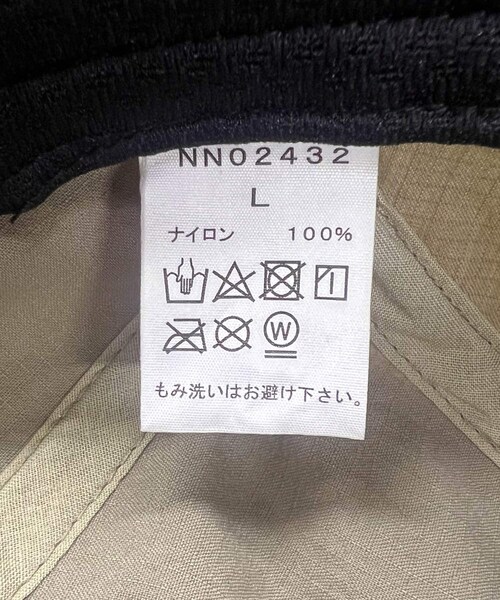 NN02432
L
ナイロン 100%
W
もみ洗いはお避け下さい。